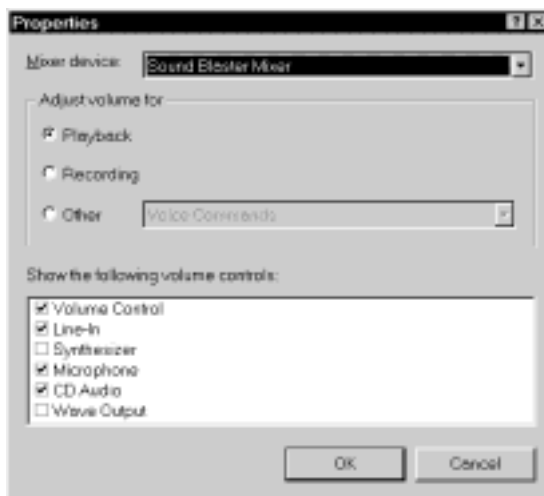 Properties
Mixer device: Sound Blaster Mixer
Adjust volume for
Playback
Recording
Other Voice Commands
Show the following volume controls:
Volume Control
Line-In
Synthesizer
Microphone
CD Audio
Wave Output
OK Cancel